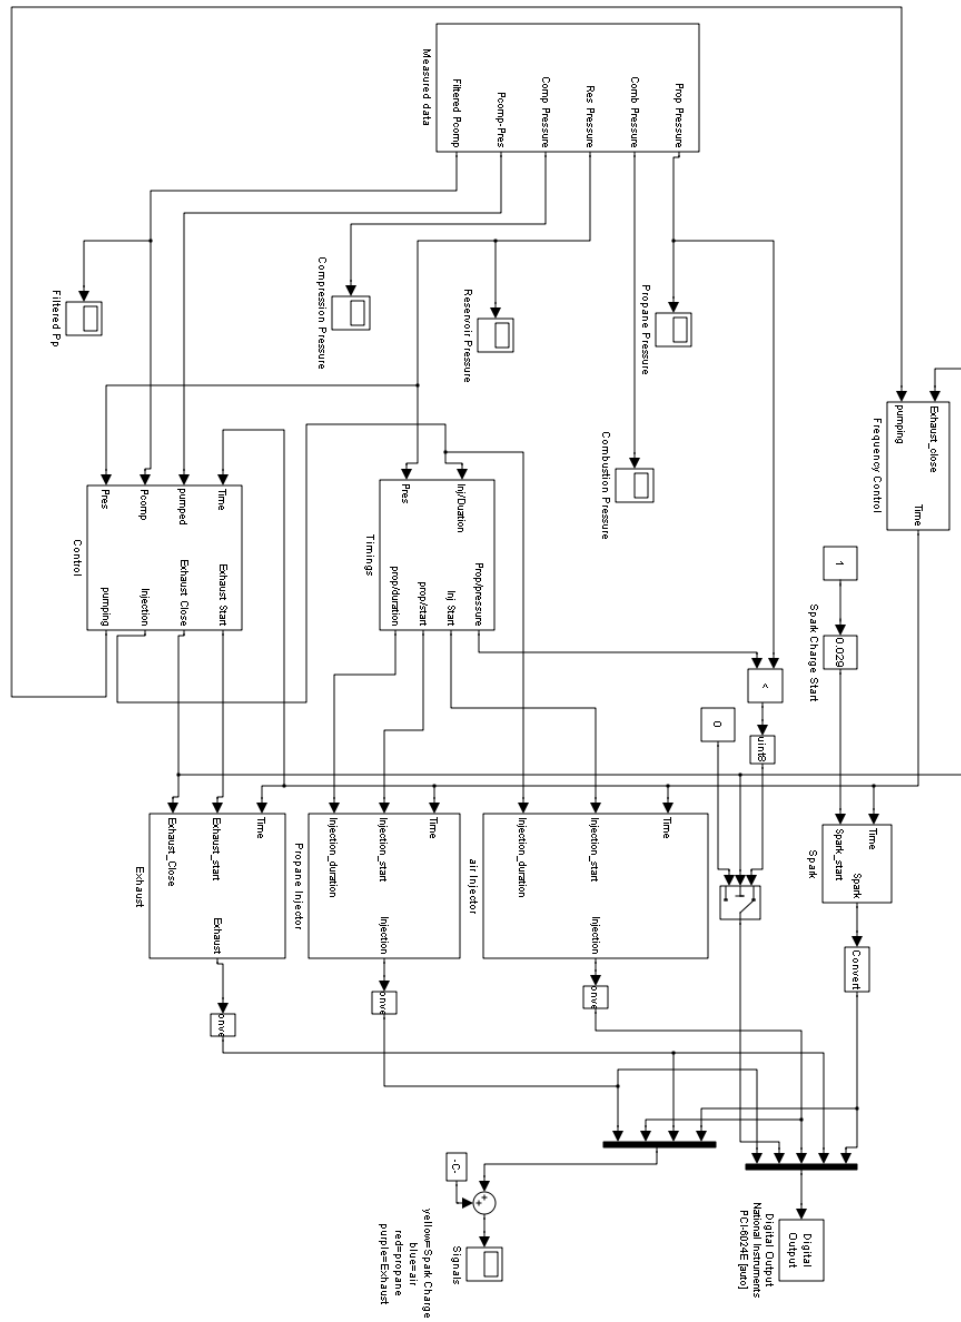 Measured data
Filtered Pcomp
Pcomp-Pres
Comp Pressure
Res Pressure
Comb Pressure
Prop Pressure
Filtered Pp
Compression Pressure
Reservoir Pressure
Propane Pressure
Combustion Pressure
Exhaust_close
pumping
Time
Frequency Control
Pres
Pcomp
pumped
Time
pumping
Injection
Exhaust Close
Exhaust Start
Control
Pres
Inj/Duation
prop/duration
prop/start
Inj Start
Prop/pressure
Timings
1
0.029
Spark Charge Start
<
uint8
0
Exhaust_Close
Exhaust_start
Time
Exhaust
Exhaust
Injection_duration
Injection_start
Time
Injection
Propane Injector
Injection_duration
Injection_start
Time
Injection
air Injector
Spark_start
Time
Spark
Spark
Convert
onve
onve
onve
-C-
+
+
Signals
yellow=Spark Charge
blue=air
red=propane
purple=Exhaust
Digital
Output
Digital Output
National Instruments
PCI-6024E [auto]